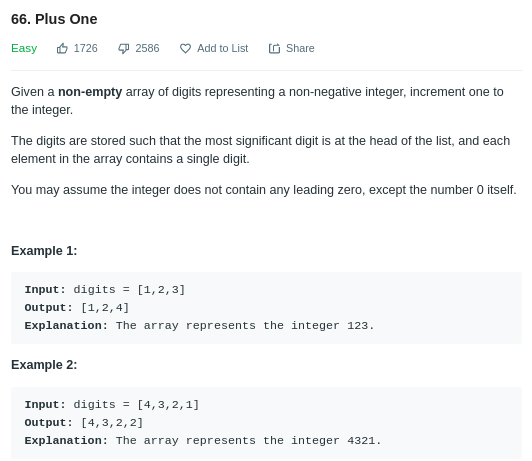 66. Plus One
Easy 1726 2586 Add to List Share
Given a non-empty array of digits representing a non-negative integer, increment one to
the integer.
The digits are stored such that the most significant digit is at the head of the list, and each
element in the array contains a single digit.
You may assume the integer does not contain any leading zero, except the number 0 itself.
Example 1:
Input: digits = [1,2,3]
Output: [1,2,4]
Explanation: The array represents the integer 123.
Example 2:
Input: digits = [4,3,2,1]
Output: [4,3,2,2]
Explanation: The array represents the integer 4321.